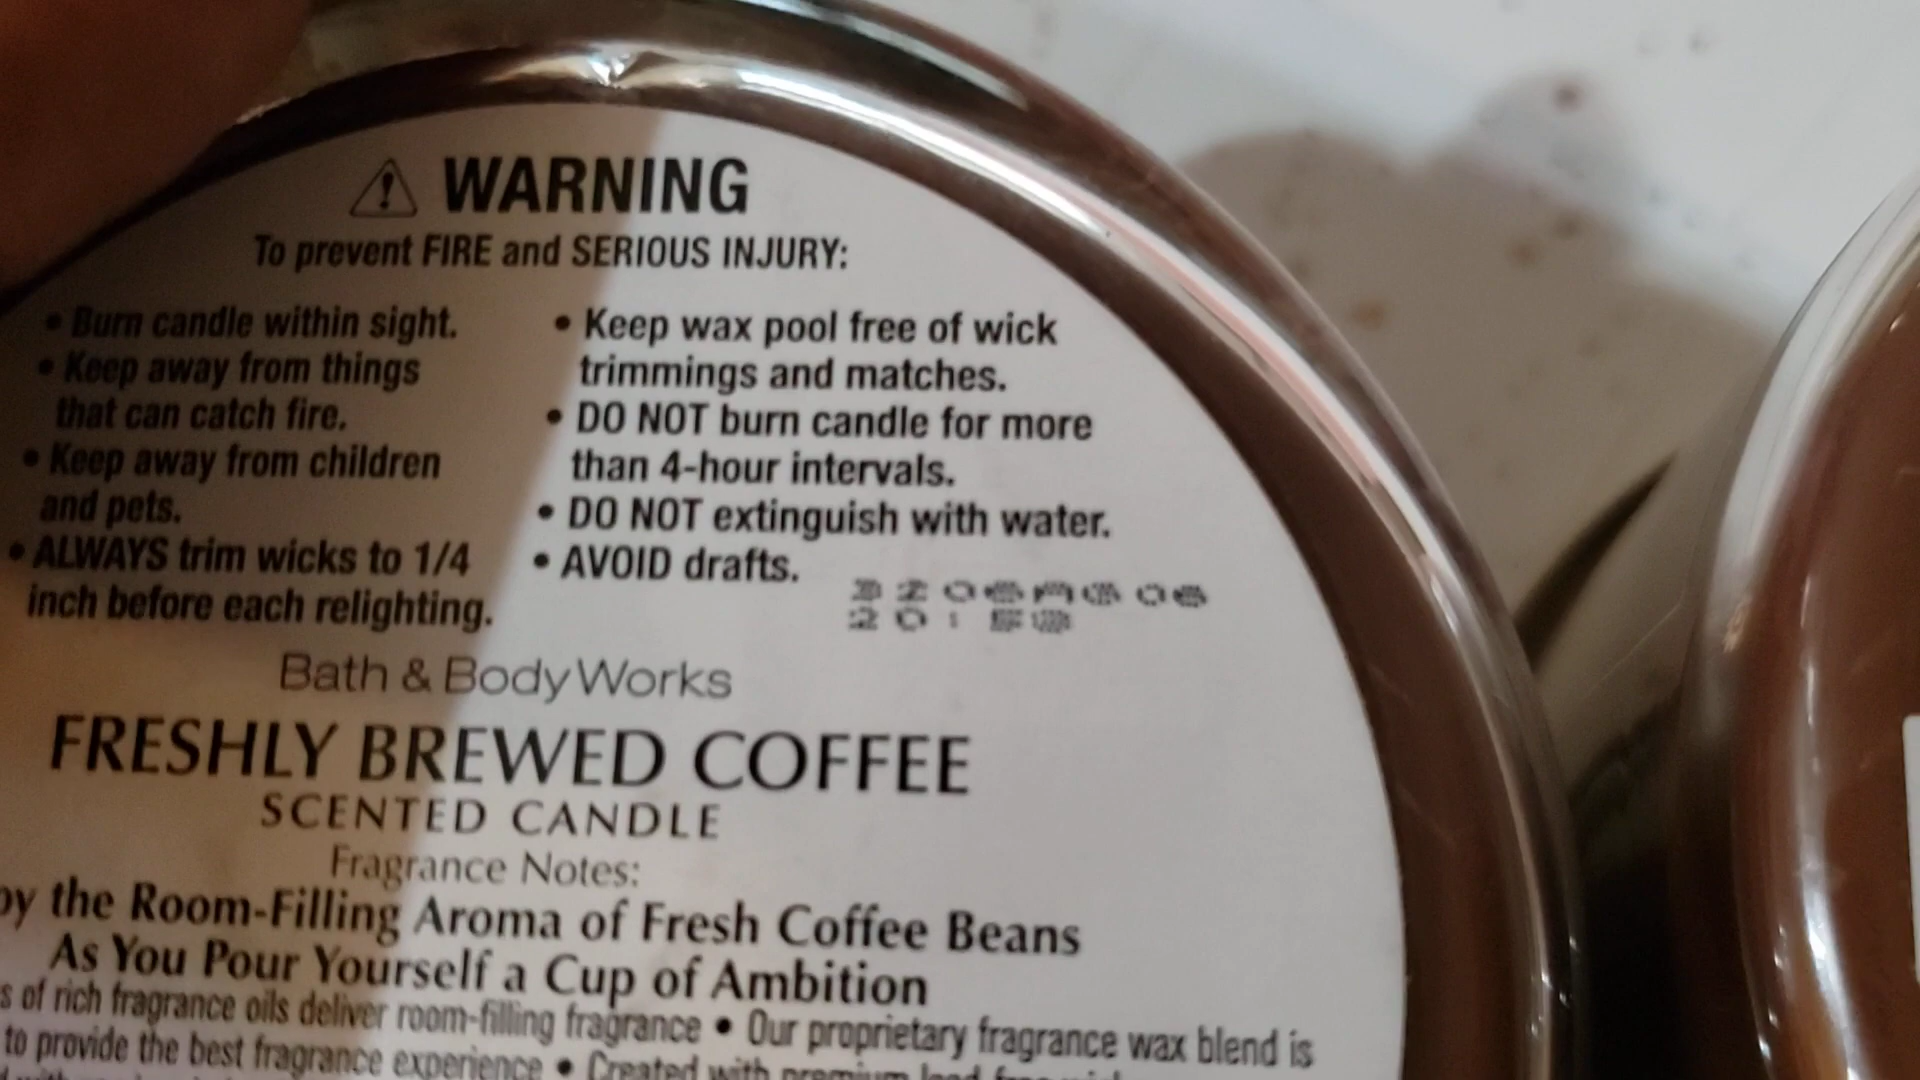 WARNING
To prevent FIRE and SERIOUS INJURY:
• Burn candle within sight.
• Keep away from things
that can catch fire.
• Keep away from children
and pets.
• ALWAYS trim wicks to 1/4
inch before each relighting.
• Keep wax pool free of wick
trimmings and matches.
• DO NOT burn candle for more
than 4-hour intervals.
• DO NOT extinguish with water.
• AVOID drafts.
Bath & Body Works
FRESHLY BREWED COFFEE
SCENTED CANDLE
Fragrance Notes:
the Room-Filling Aroma of Fresh Coffee Beans
As You Pour Yourself a Cup of Ambition
of rich fragrance oils deliver room-filling fragrance • Our proprietary fragrance wax blend is
to provide the best fragrance experience • Created with premium